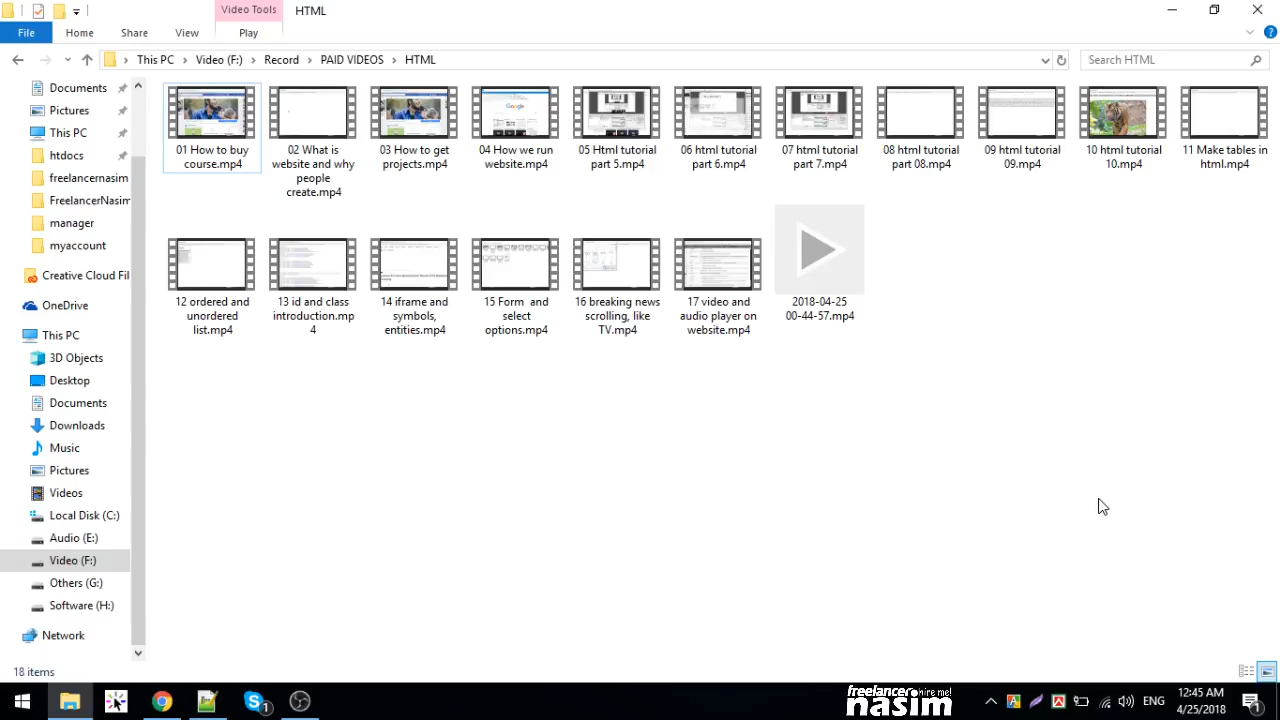 Video Tools
HTML
File
Home
Share
View
Play
This PC
Video (F:)
Record
PAID VIDEOS
HTML
Search HTML
Documents
Pictures
This PC
htdocs
freelancernasim
FreelancerNasim
manager
myaccount
Creative Cloud Fil
OneDrive
This PC
3D Objects
Desktop
Documents
Downloads
Music
Pictures
Videos
Local Disk (C:)
Audio (E:)
Video (F:)
Others (G:)
Software (H:)
Network
01 How to buy
course.mp4
02 What is
website and why
people
create.mp4
03 How to get
projects.mp4
04 How we run
website.mp4
05 Html tutorial
part 5.mp4
06 html tutorial
part 6.mp4
07 html tutorial
part 7.mp4
08 html tutorial
part 08.mp4
09 html tutorial
09.mp4
10 html tutorial
10.mp4
11 Make tables in
html.mp4
12 ordered and
unordered
list.mp4
13 id and class
introduction.mp
4
14 iframe and
symbols,
entities.mp4
15 Form and
select
options.mp4
16 breaking news
scrolling, like
TV.mp4
17 video and
audio player on
website.mp4
2018-04-25
00-44-57.mp4
18 items
freelancer hire me!
nasim
ENG
12:45 AM
4/25/2018